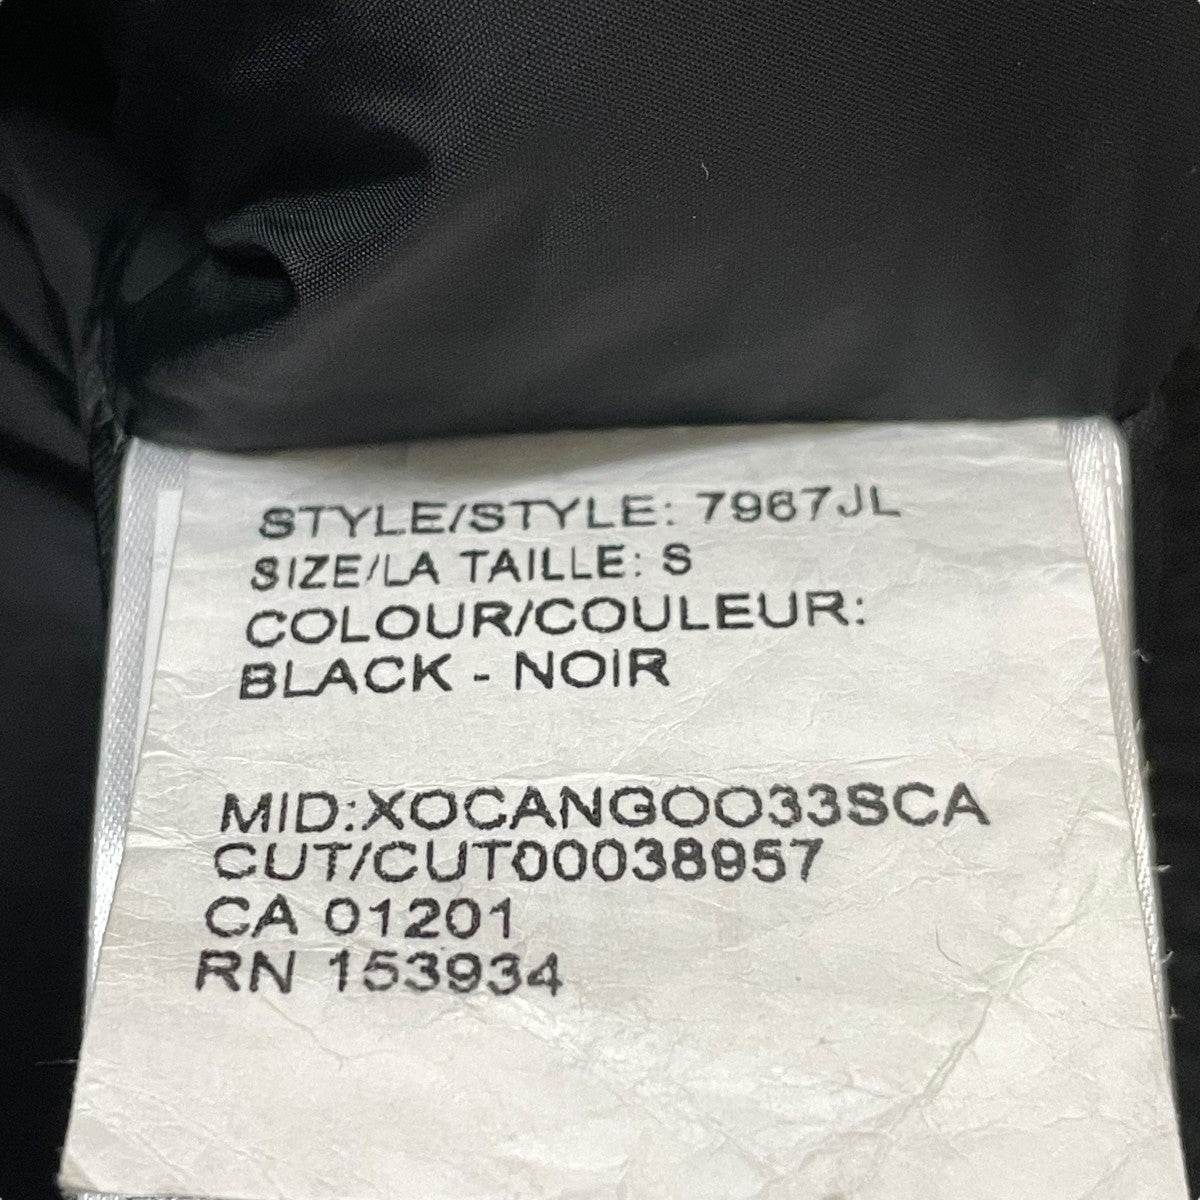 STYLE/STYLE: 7967JL
SIZE/LA TAILLE: S
COLOUR/COULEUR:
BLACK - NOIR
MID:XOCANGOO33SCA
CUT/CUT00038957
CA 01201
RN 153934